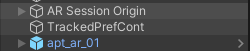 AR Session Origin
TrackedPrefCont
apt_ar_01